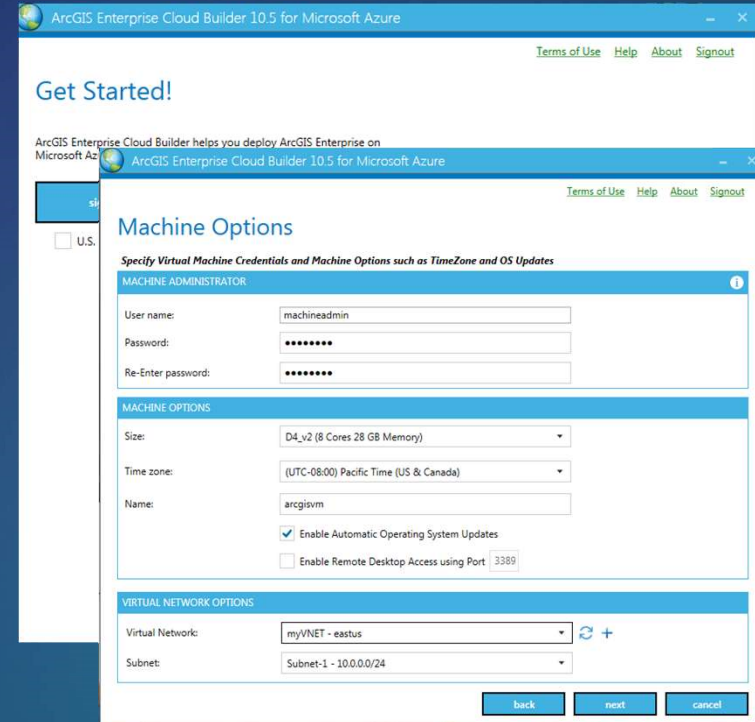 ArcGIS Enterprise Cloud Builder 10.5 for Microsoft Azure
Terms of Use Help About Signout
Get Started!
ArcGIS Enterprise Cloud Builder helps you deploy ArcGIS Enterprise on
Microsoft
ArcGIS Enterprise Cloud Builder 10.5 for Microsoft Azure
Terms of Use Help About Signout
U.S.
Machine Options
Specify Virtual Machine Credentials and Machine Options such as TimeZone and OS Updates
MACHINE ADMINISTRATOR
User name: machineadmin
Password: ●●●●●●●●
Re-Enter password: ●●●●●●●●
MACHINE OPTIONS
Size: D4_v2 (8 Cores 28 GB Memory)
Time zone: (UTC-08:00) Pacific Time (US & Canada)
Name: arcgisvm
Enable Automatic Operating System Updates
Enable Remote Desktop Access using Port 3389
VIRTUAL NETWORK OPTIONS
Virtual Network: myVNET - eastus
Subnet: Subnet-1 - 10.0.0.0/24
back next cancel